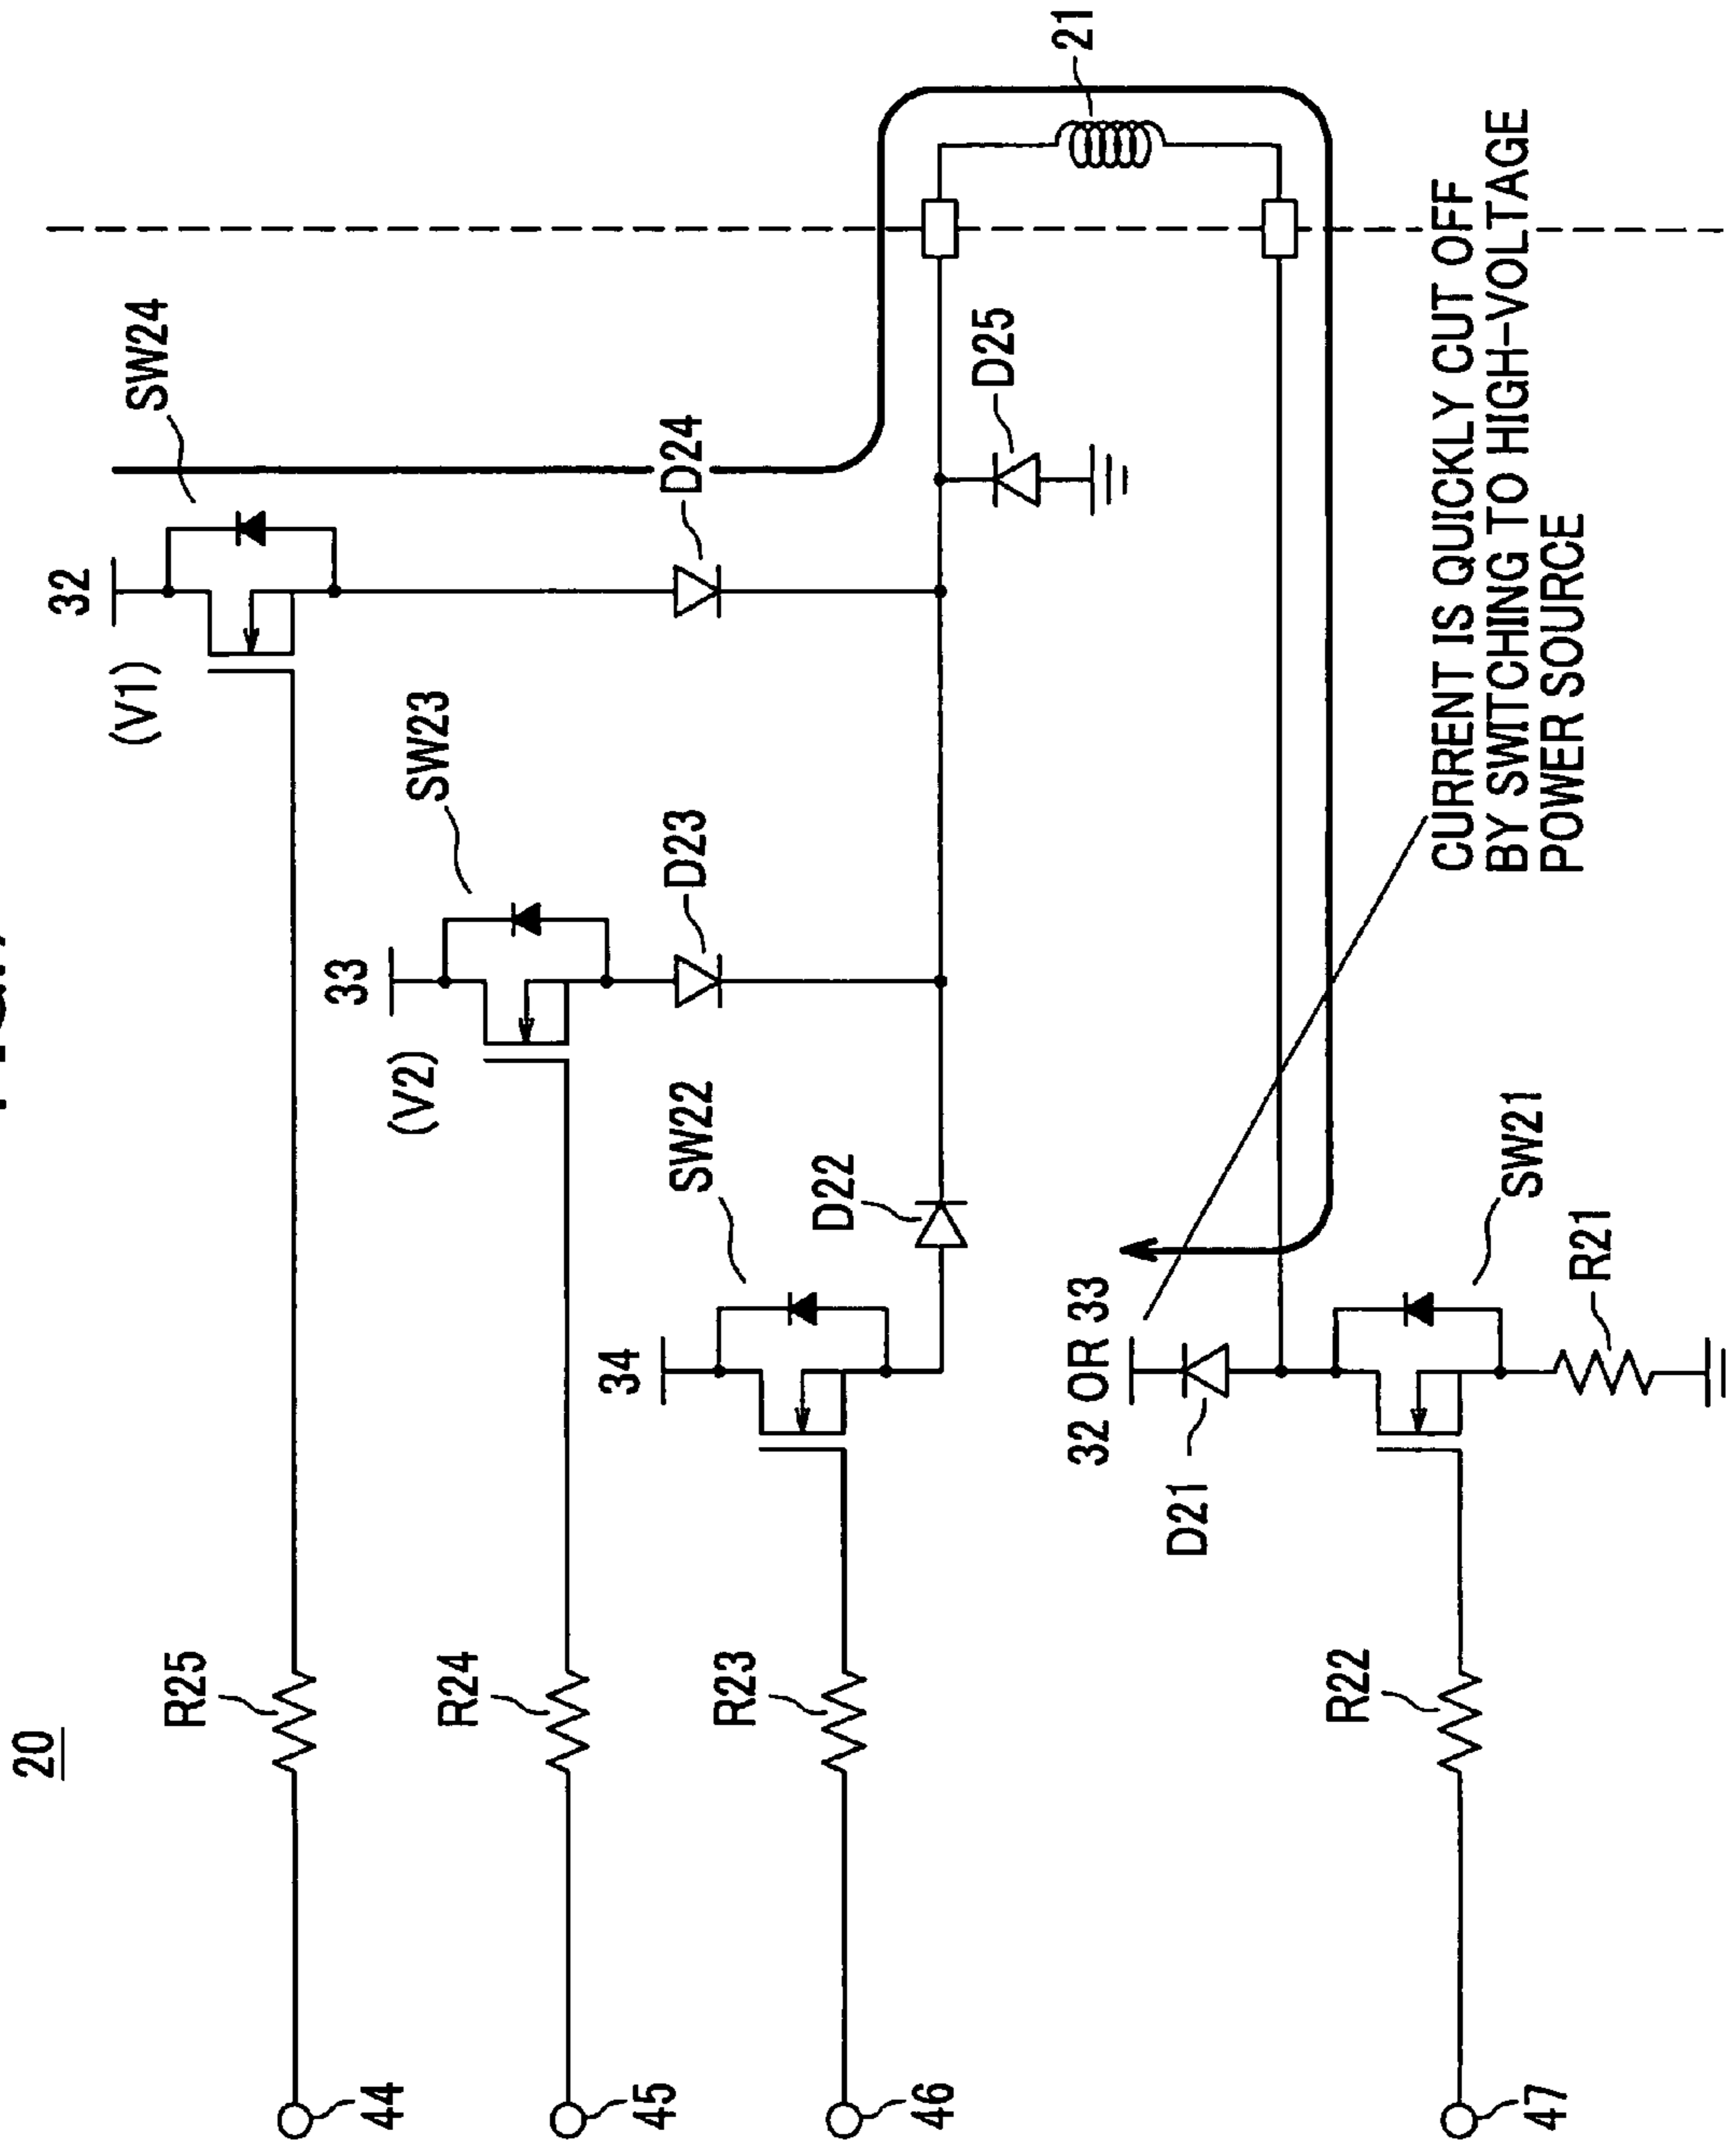 20
32
(V1)
SW24
33
(V2)
SW23
R25
R24
R23
34
SW22
D24
D23
D22
D25
21
32 OR 33
D21
SW21
R21
R22
CURRENT IS QUICKLY CUT OFF
BY SWITCHING TO HIGH-VOLTAGE
POWER SOURCE
44
45
46
47